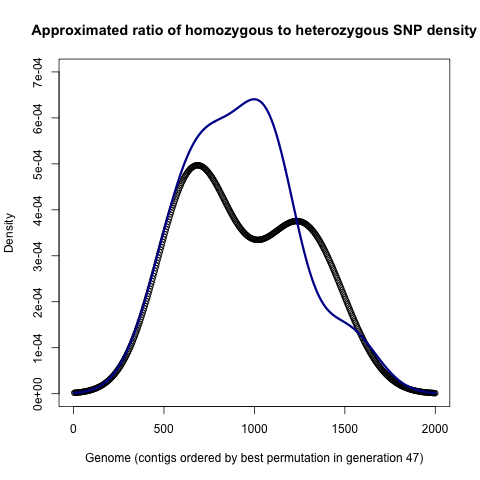 Approximated ratio of homozygous to heterozygous SNP density
7e-04
6e-04
5e-04
4e-04
3e-04
2e-04
1e-04
0e+00
Density
0 500 1000 1500 2000
Genome (contigs ordered by best permutation in generation 47)